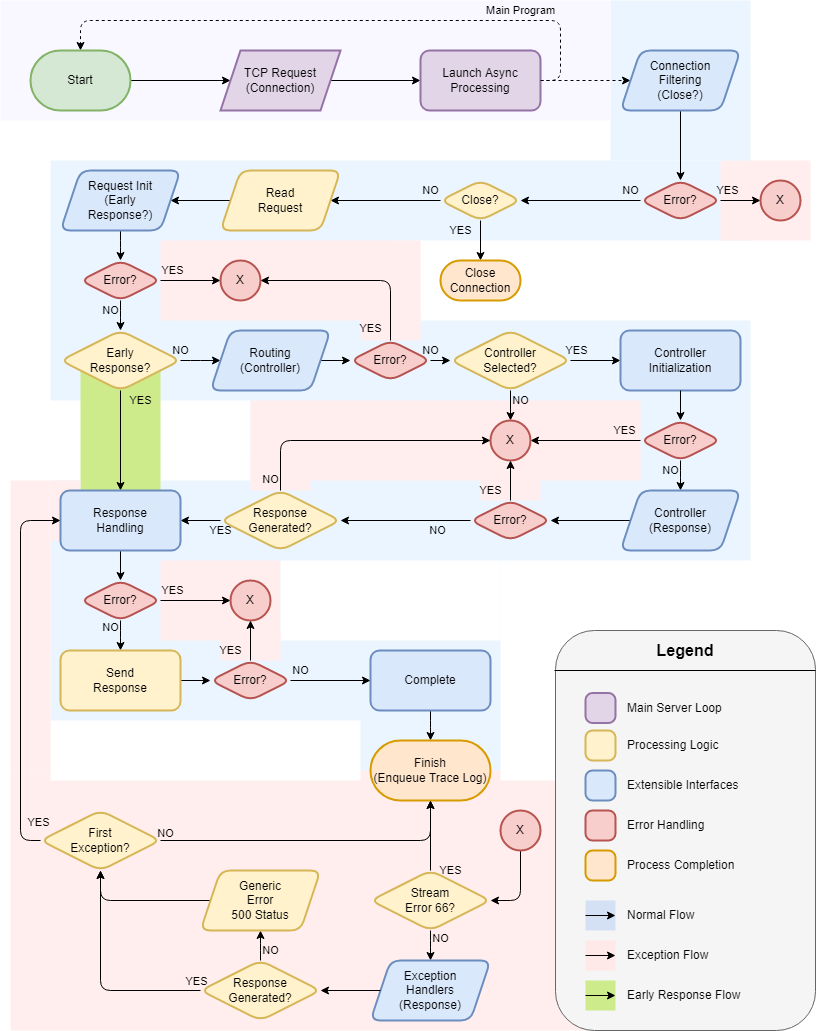 Main Program
Start
TCP Request
(Connection)
Launch Async
Processing
Connection
Filtering
(Close?)
Request Init
(Early
Response?)
Read
Request
NO
Close?
NO
Error?
YES
X
YES
Close
Connection
Error?
YES
X
NO
YES
Early
Response?
NO
Routing
(Controller)
Error?
NO
Controller
Selected?
YES
Controller
Initialization
YES
NO
X
YES
Error?
NO
NO
YES
Response
Handling
YES
Response
Generated?
NO
Error?
Controller
(Response)
Error?
YES
X
NO
YES
Send
Response
Error?
NO
Complete
Finish
(Enqueue Trace Log)
YES
First
Exception?
NO
X
YES
Generic
Error
500 Status
Stream
Error 66?
NO
NO
YES
Response
Generated?
Exception
Handlers
(Response)
Legend
Main Server Loop
Processing Logic
Extensible Interfaces
Error Handling
Process Completion
Normal Flow
Exception Flow
Early Response Flow